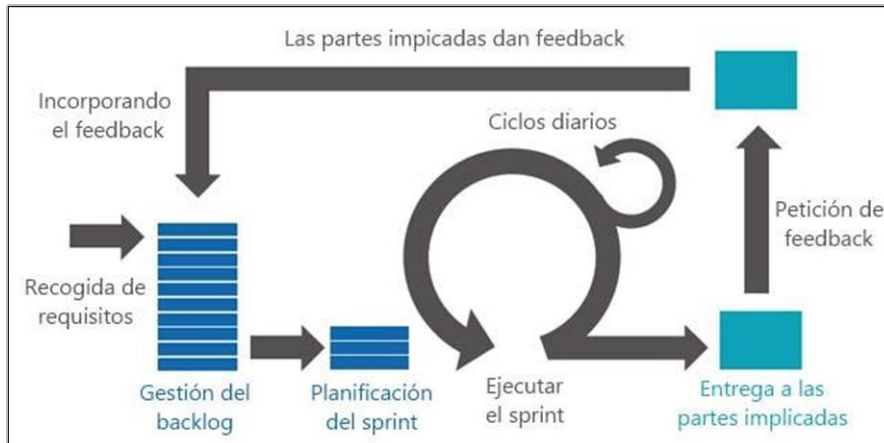 Las partes impicadas dan feedback
Incorporando
el feedback
Ciclos diarios
Petición de
feedback
Recogida de
requisitos
Gestión del
backlog
Planificación
del sprint
Ejecutar
el sprint
Entrega a las
partes implicadas